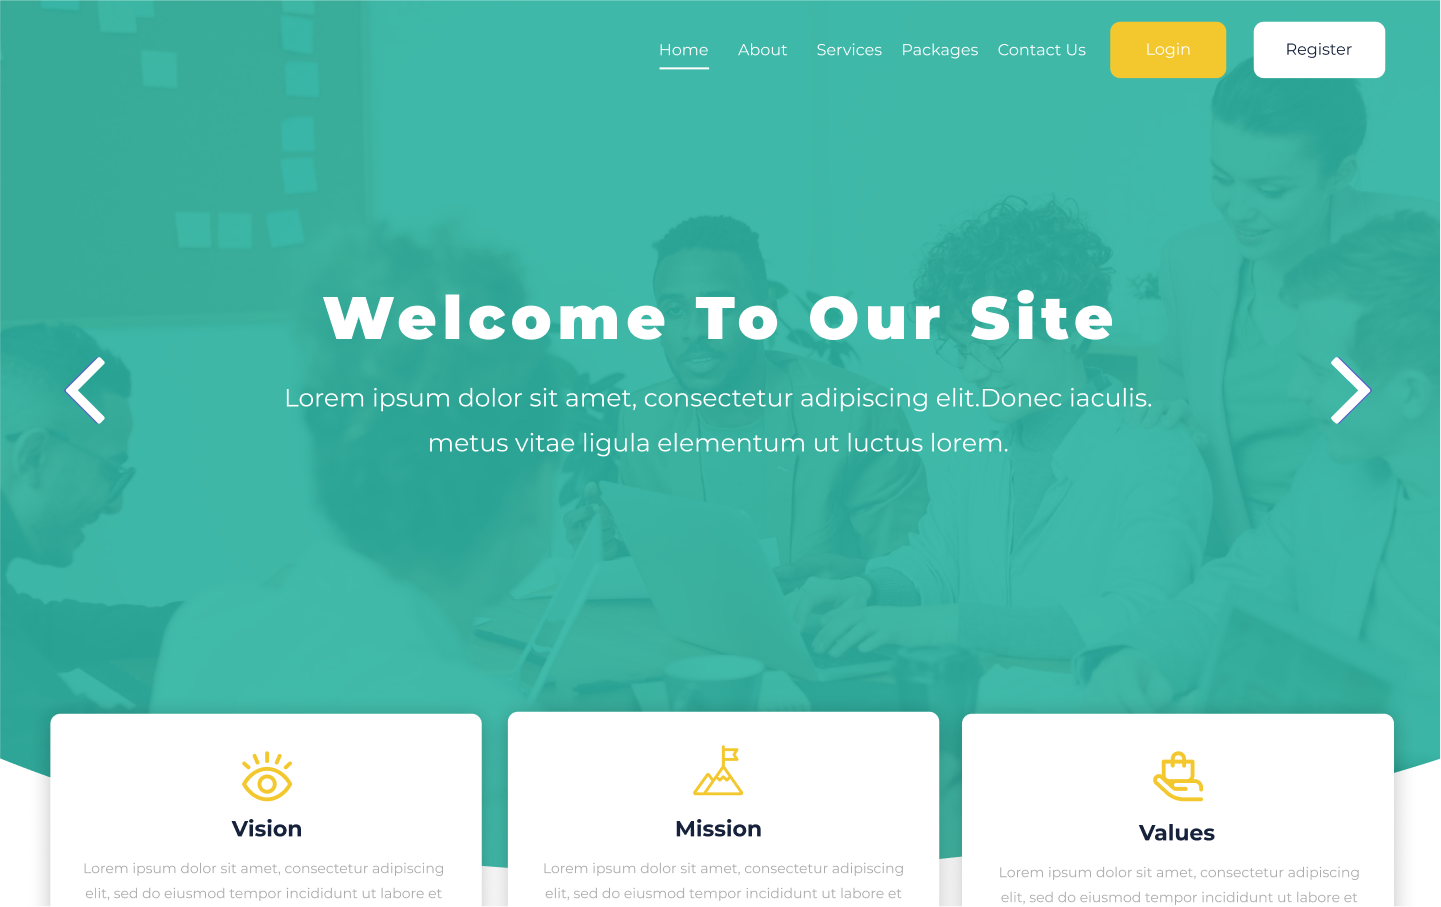 Home About Services Packages Contact Us Login Register
Welcome To Our Site
Lorem ipsum dolor sit amet, consectetur adipiscing elit.Donec iaculis.
metus vitae ligula elementum ut luctus lorem.
Vision
Lorem ipsum dolor sit amet, consectetur adipiscing
elit, sed do eiusmod tempor incididunt ut labore et
Mission
Lorem ipsum dolor sit amet, consectetur adipiscing
elit, sed do eiusmod tempor incididunt ut labore et
Values
Lorem ipsum dolor sit amet, consectetur adipiscing
elit, sed do eiusmod tempor incididunt ut labore et